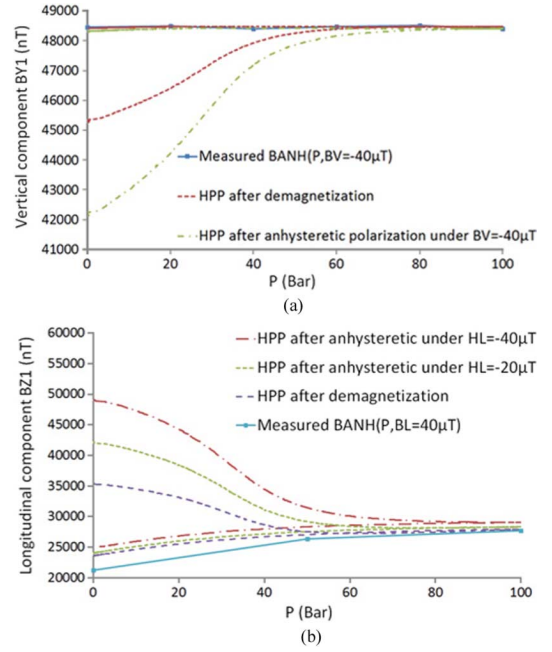 49000
48000
47000
46000
45000
44000
43000
42000
41000
Vertical component BY1 (nT)
Measured BANH(P,BV=-40µT)
HPP after demagnetization
HPP after anhysteretic polarization under BV=-40µT
0 20 40 60 80 100
P (Bar)
(a)
60000
55000
50000
45000
40000
35000
30000
25000
20000
Longitudinal component BZ1 (nT)
HPP after anhysteretic under HL=-40µT
HPP after anhysteretic under HL=-20µT
HPP after demagnetization
Measured BANH(P,BL=40µT)
0 20 40 60 80 100
P (Bar)
(b)